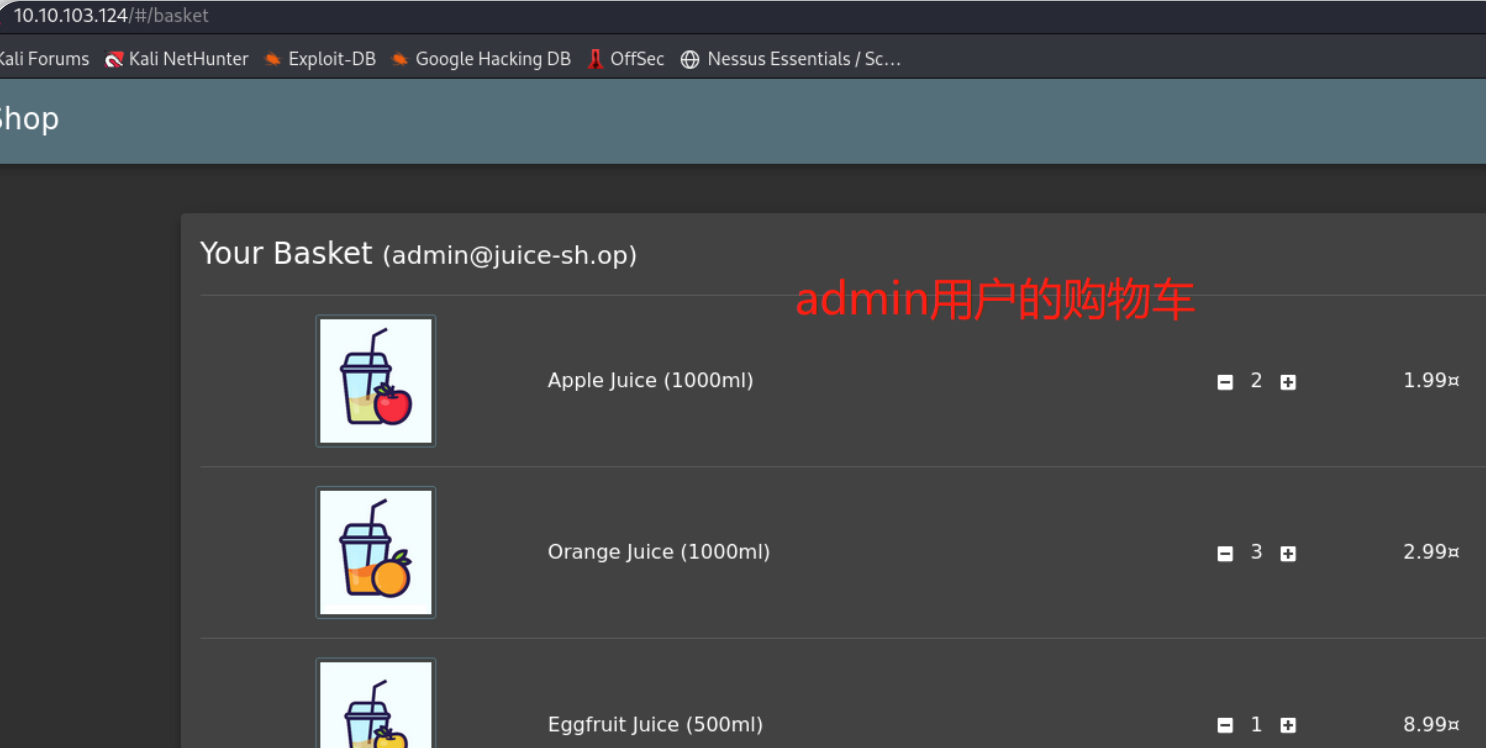 10.10.103.124/#/basket
Kali Forums Kali NetHunter Exploit-DB Google Hacking DB OffSec Nessus Essentials / Sc…
Shop
Your Basket (admin@juice-sh.op)
admin用户的购物车
Apple Juice (1000ml) 2 1.99¤
Orange Juice (1000ml) 3 2.99¤
Eggfruit Juice (500ml) 1 8.99¤